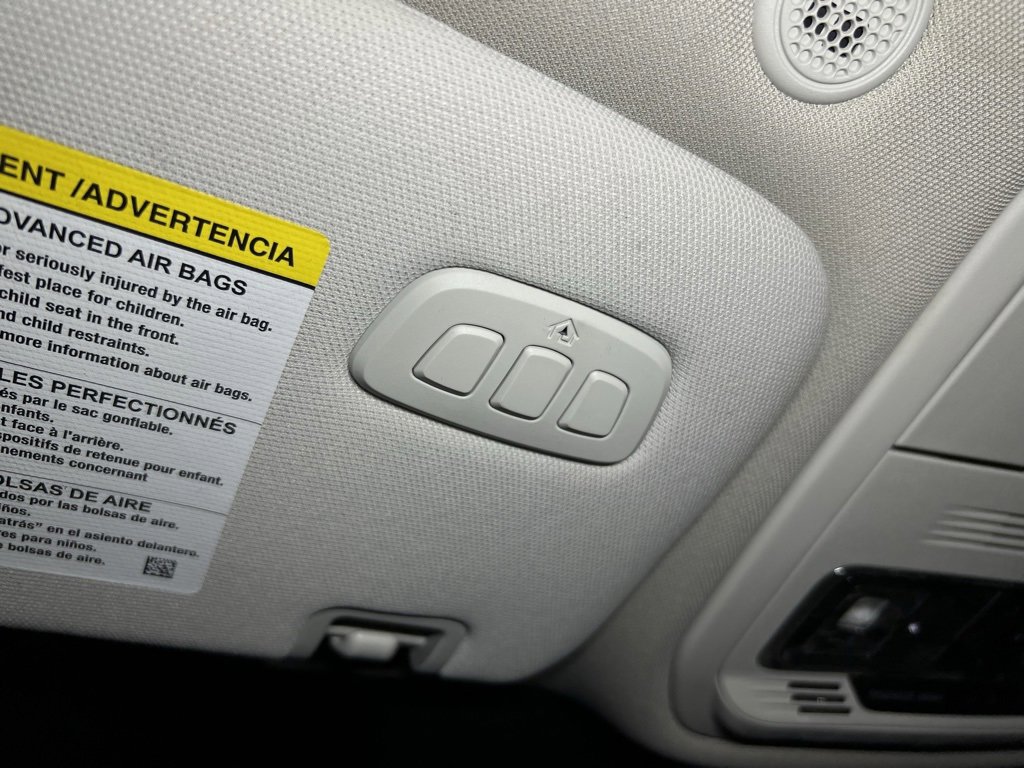 ENT /ADVERTENCIA
ADVANCED AIR BAGS
or seriously injured by the air bag.
fest place for children.
child seat in the front.
nd child restraints.
more information about air bags.
LES PERFECTIONNÉS
és par le sac gonflable.
nfants.
t face à l'arrière.
spositifs de retenue pour enfant.
nements concernant
OLSAS DE AIRE
dos por las bolsas de aire.
iños.
atrás" en el asiento delantero.
es para niños.
bolsas de aire.